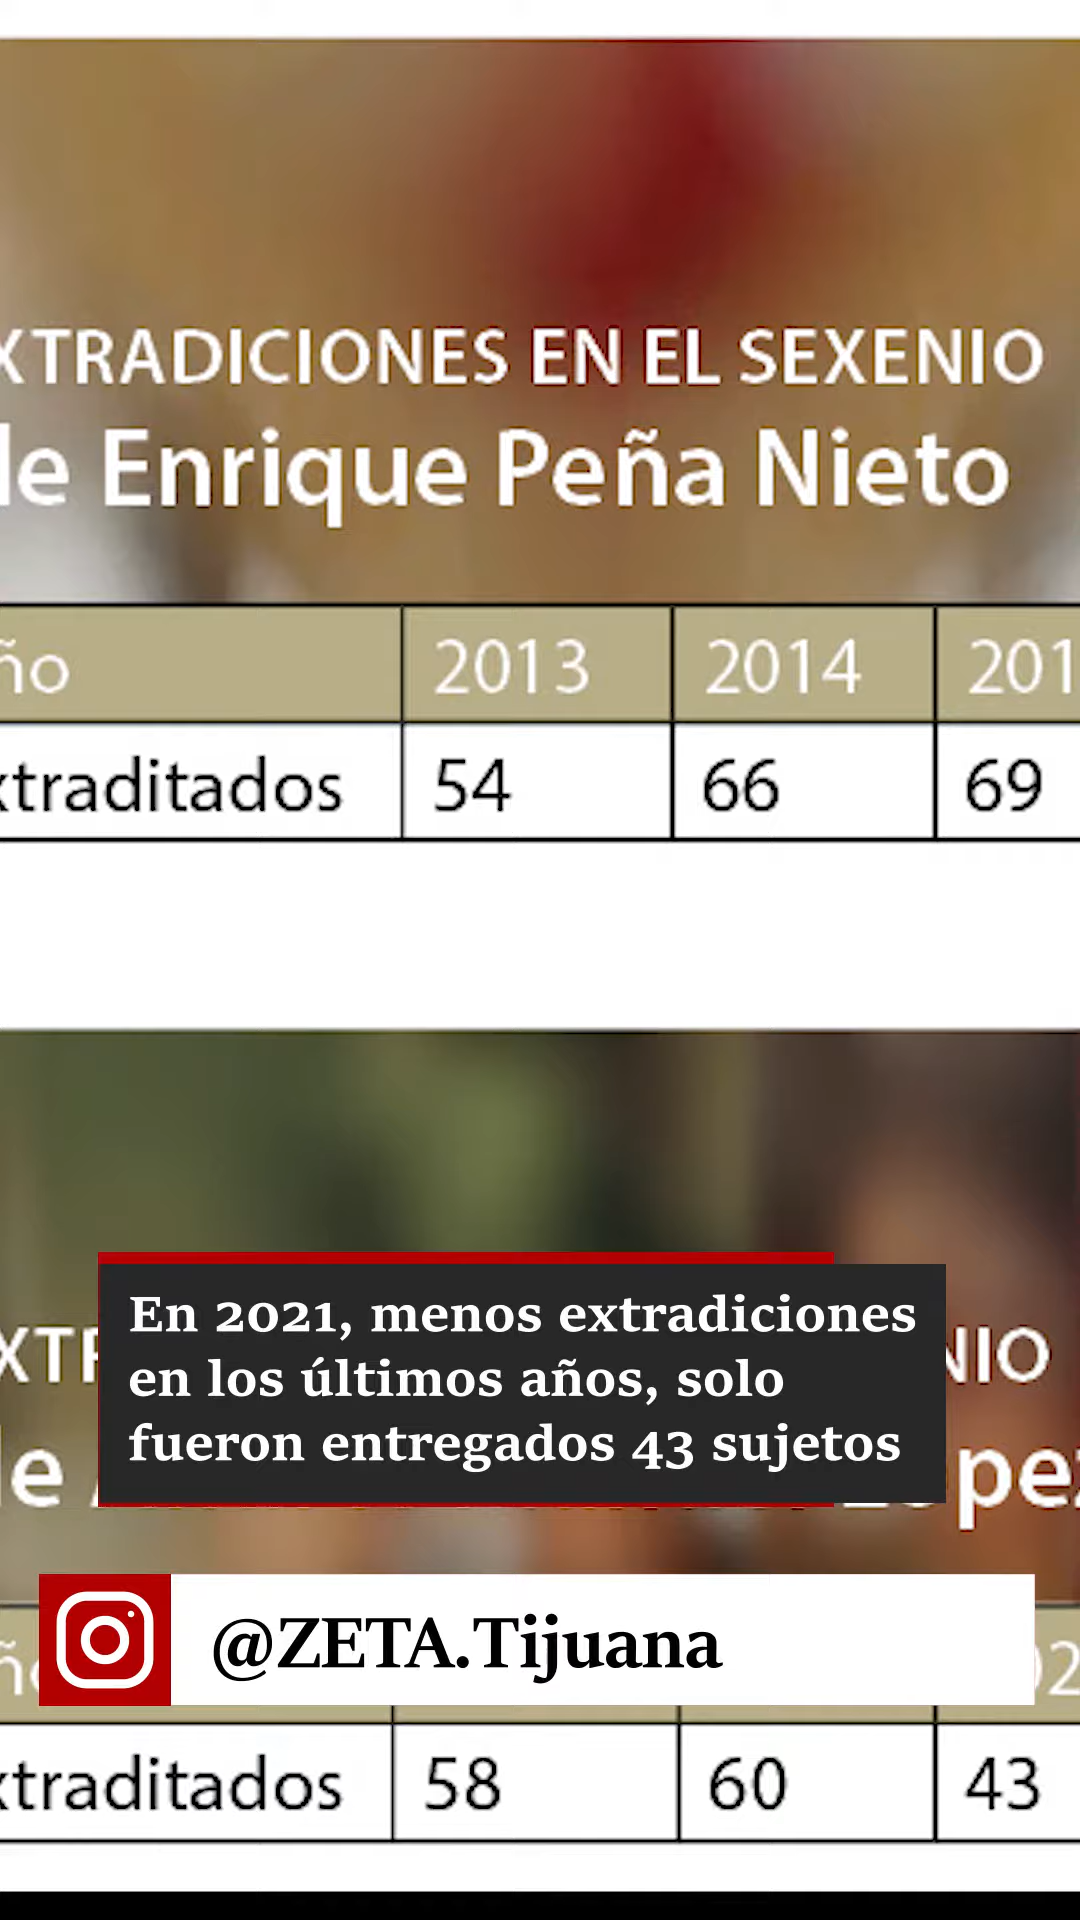 XTRADICIONES EN EL SEXENIO
de Enrique Peña Nieto
ño 2013 2014 201
xtraditados 54 66 69
En 2021, menos extradiciones
en los últimos años, solo
fueron entregados 43 sujetos
@ZETA.Tijuana
xtraditados 58 60 43